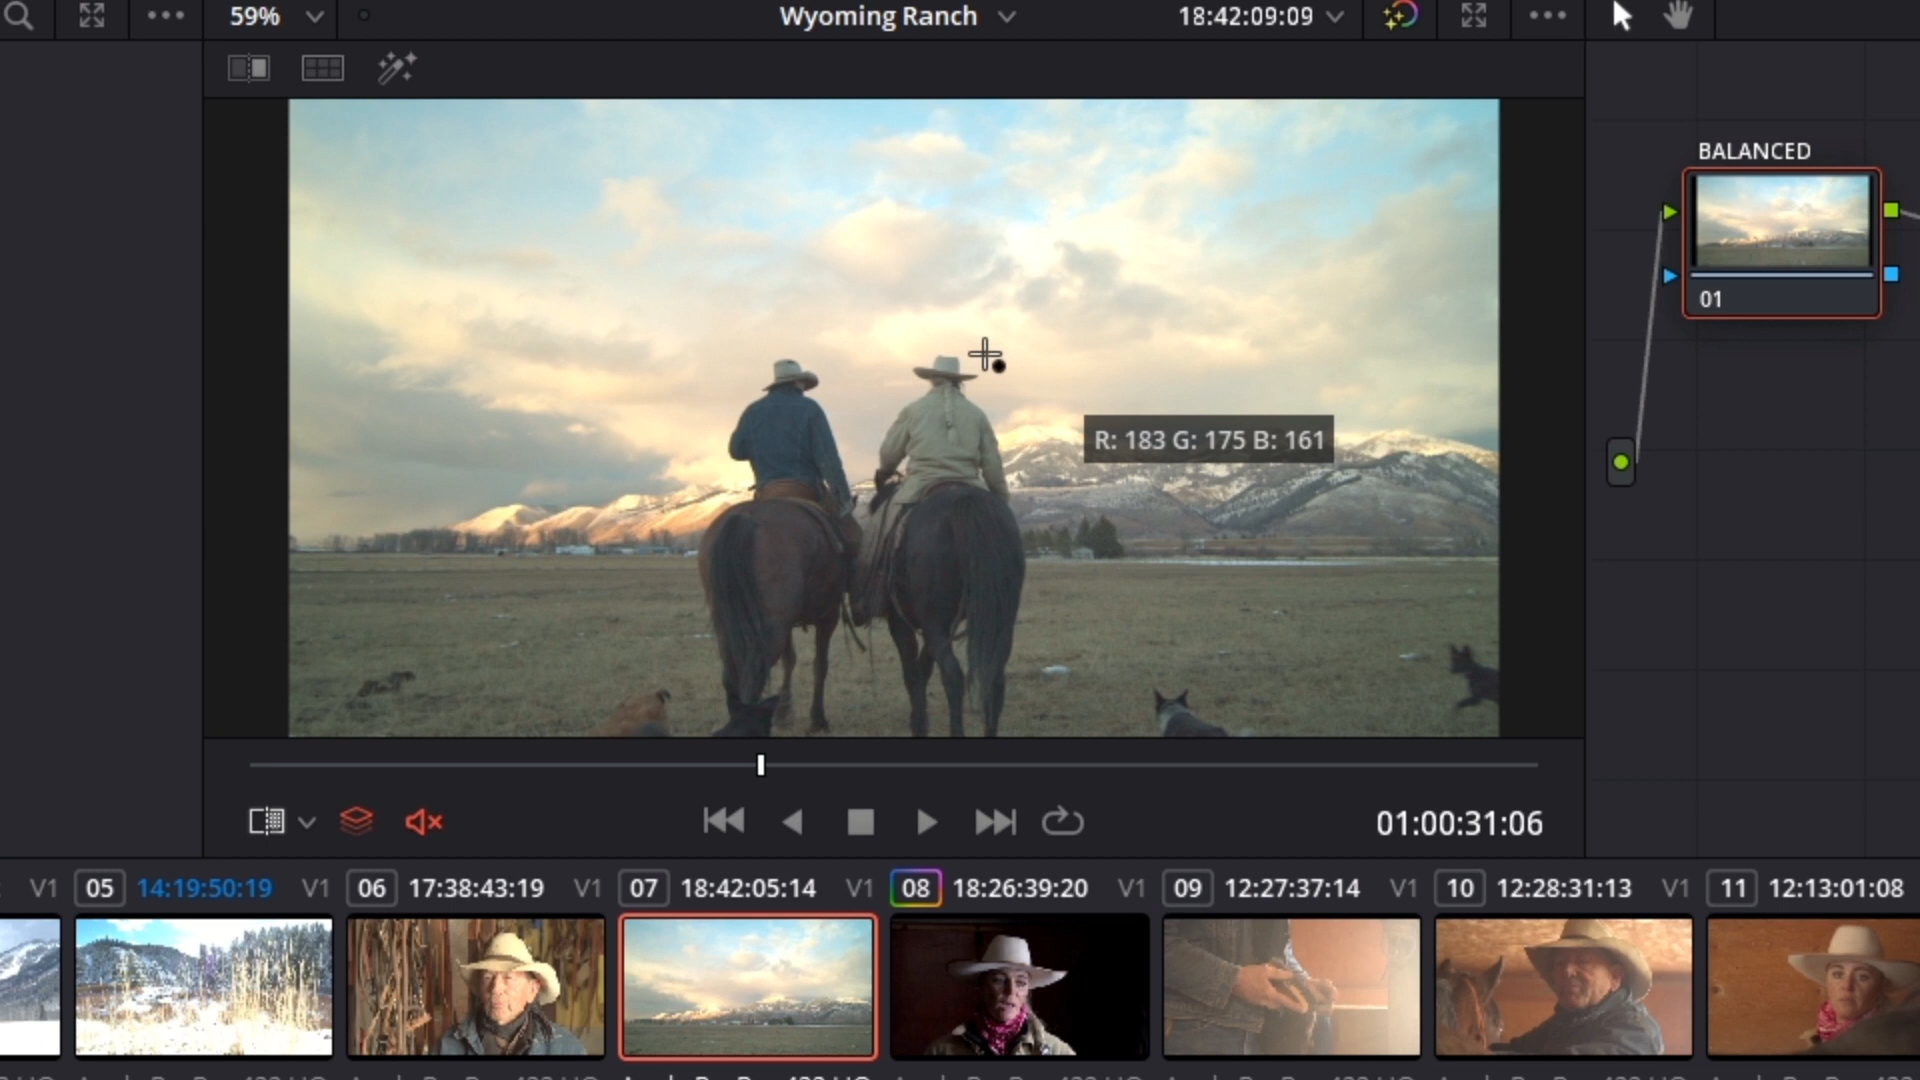 59%
Wyoming Ranch
18:42:09:09
BALANCED
01
R: 183 G: 175 B: 161
01:00:31:06
V1 05 14:19:50:19 V1 06 17:38:43:19 V1 07 18:42:05:14 V1 08 18:26:39:20 V1 09 12:27:37:14 V1 10 12:28:31:13 V1 11 12:13:01:08